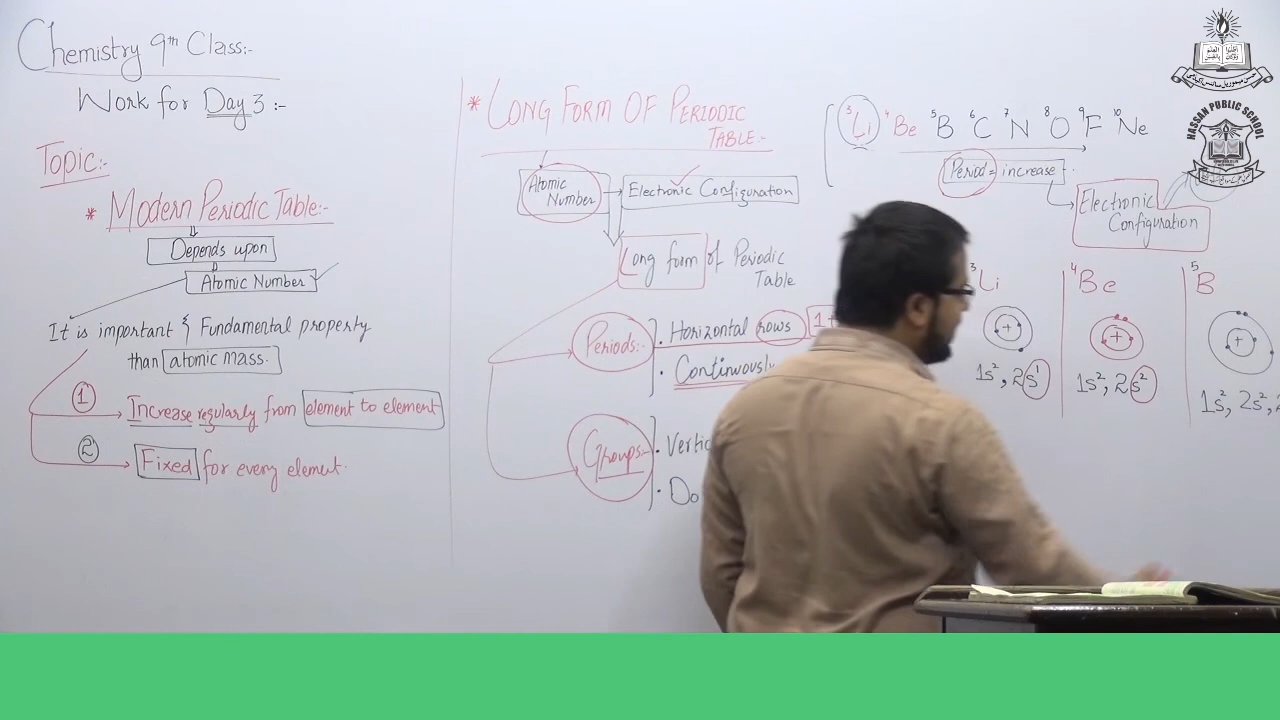 Chemistry 9th Class:-
Work for Day 3:-
Topic:-
* Modern Periodic Table:-
Depends upon
Atomic Number
It is important & Fundamental property
than atomic mass.
1 Increase regularly from element to element
2 Fixed for every element.
* LONG FORM OF PERIODIC
TABLE:-
Atomic Number
Electronic Configuration
Long form of Periodic
Table
Periods:-
. Horizontal rows
. Continuously
Groups:-
. Do
3Li 4Be 5B 6C 7N 8O 9F 10Ne
Period = increase
Electronic
Configuration
3Li 4Be 5B
+ + +
1s², 2s¹ 1s², 2s² 1s², 2s²,
HASSAN PUBLIC SCHOOL